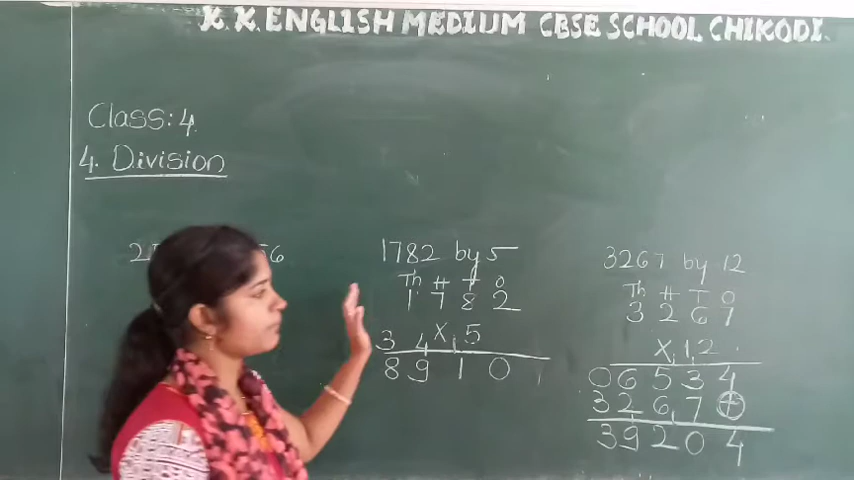 K.K.ENGLISH MEDIUM CBSE SCHOOL, CHIKODI.
Class: 4
4. Division
1782 by 5
Th H T O
1 7 8 2
3 4 x 1 5
8 9 1 0
3267 by 12
Th H T O
3 2 6 7
x 1 2
0 6 5 3 4
3 2 6 7 +
3 9 2 0 4